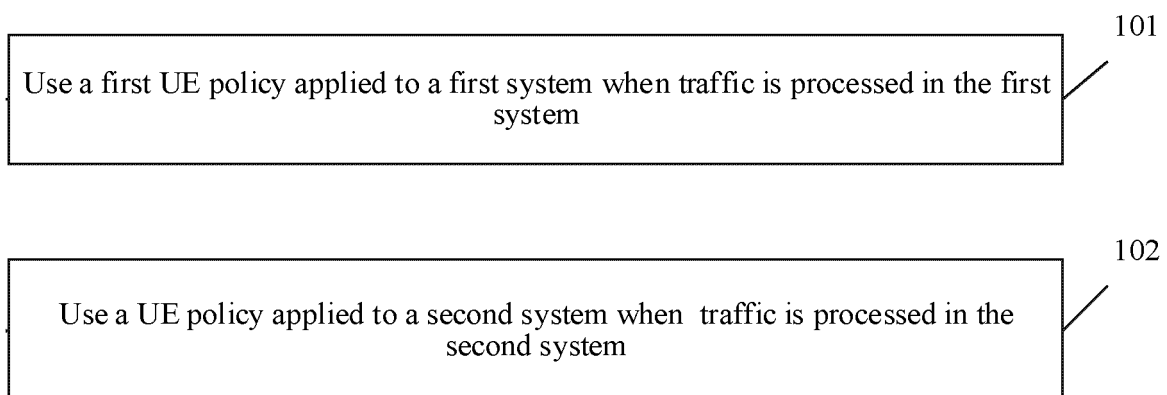 101
Use a first UE policy applied to a first system when traffic is processed in the first
system
102
Use a UE policy applied to a second system when traffic is processed in the
second system